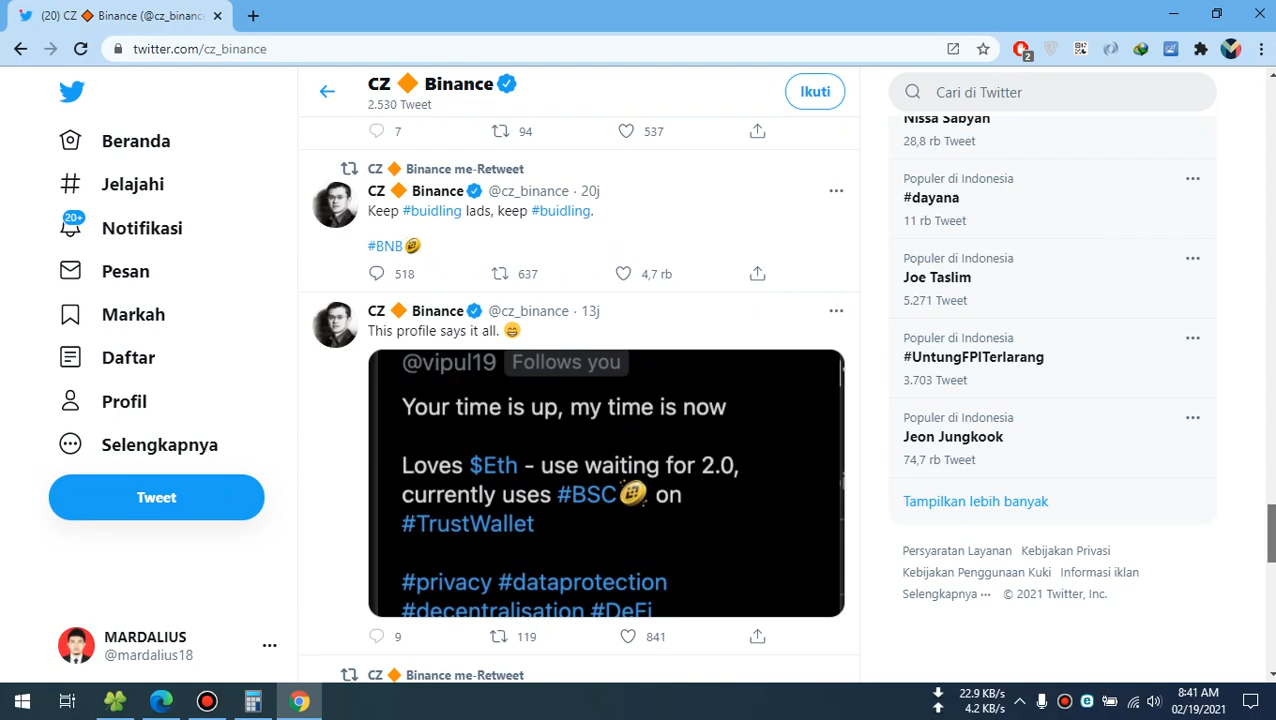 (20) CZ 🔶 Binance (@cz_binance
twitter.com/cz_binance
2
Beranda
Jelajahi
20+
Notifikasi
Pesan
Markah
Daftar
Profil
Selengkapnya
Tweet
MARDALIUS
@mardalius18
CZ 🔶 Binance
2.530 Tweet
Ikuti
7 94 537
CZ 🔶 Binance me-Retweet
CZ 🔶 Binance @cz_binance · 20j
Keep #buidling lads, keep #buidling.
#BNB
518 637 4,7 rb
CZ 🔶 Binance @cz_binance · 13j
This profile says it all. 😁
@vipul19 Follows you
Your time is up, my time is now
Loves $Eth - use waiting for 2.0,
currently uses #BSC on
#TrustWallet
#privacy #dataprotection
#decentralisation #DeFi
9 119 841
CZ 🔶 Binance me-Retweet
Cari di Twitter
Nissa Sabyan
28,8 rb Tweet
Populer di Indonesia
#dayana
11 rb Tweet
Populer di Indonesia
Joe Taslim
5.271 Tweet
Populer di Indonesia
#UntungFPITerlarang
3.703 Tweet
Populer di Indonesia
Jeon Jungkook
74,7 rb Tweet
Tampilkan lebih banyak
Persyaratan Layanan Kebijakan Privasi
Kebijakan Penggunaan Kuki Informasi iklan
Selengkapnya ··· © 2021 Twitter, Inc.
22.9 KB/s
4.2 KB/s
8:41 AM
02/19/2021